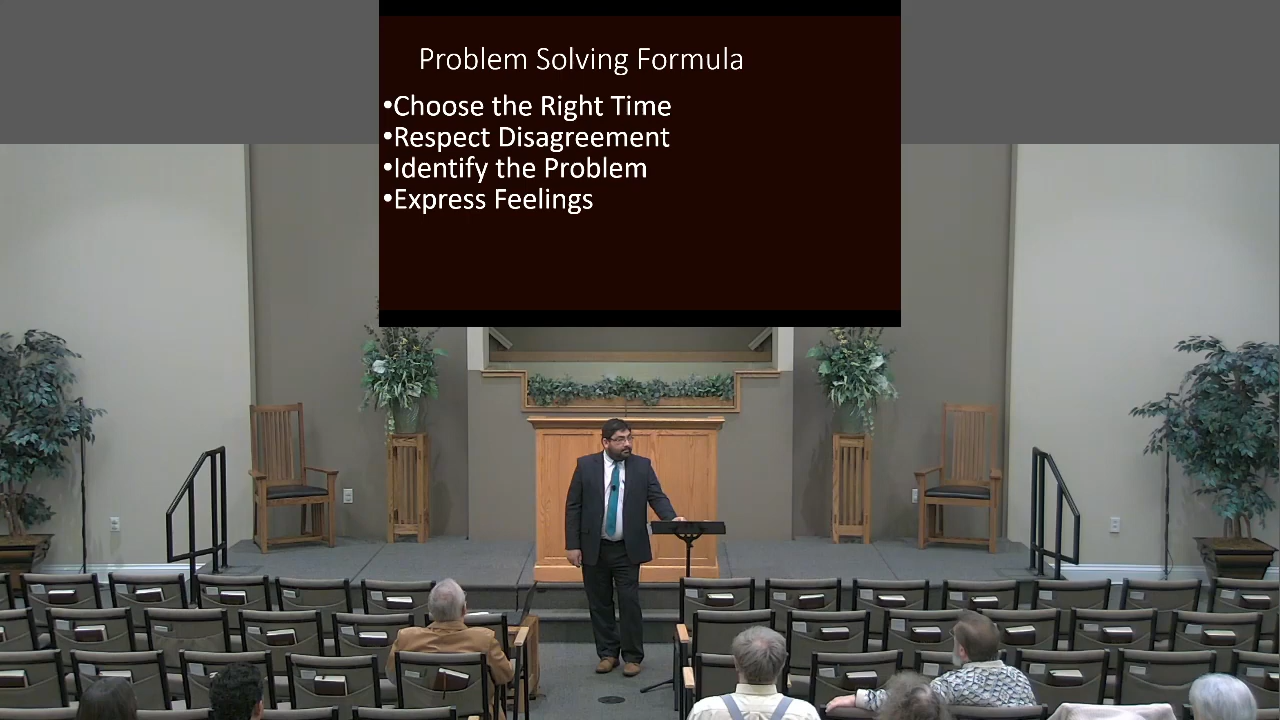 Problem Solving Formula
•Choose the Right Time
•Respect Disagreement
•Identify the Problem
•Express Feelings